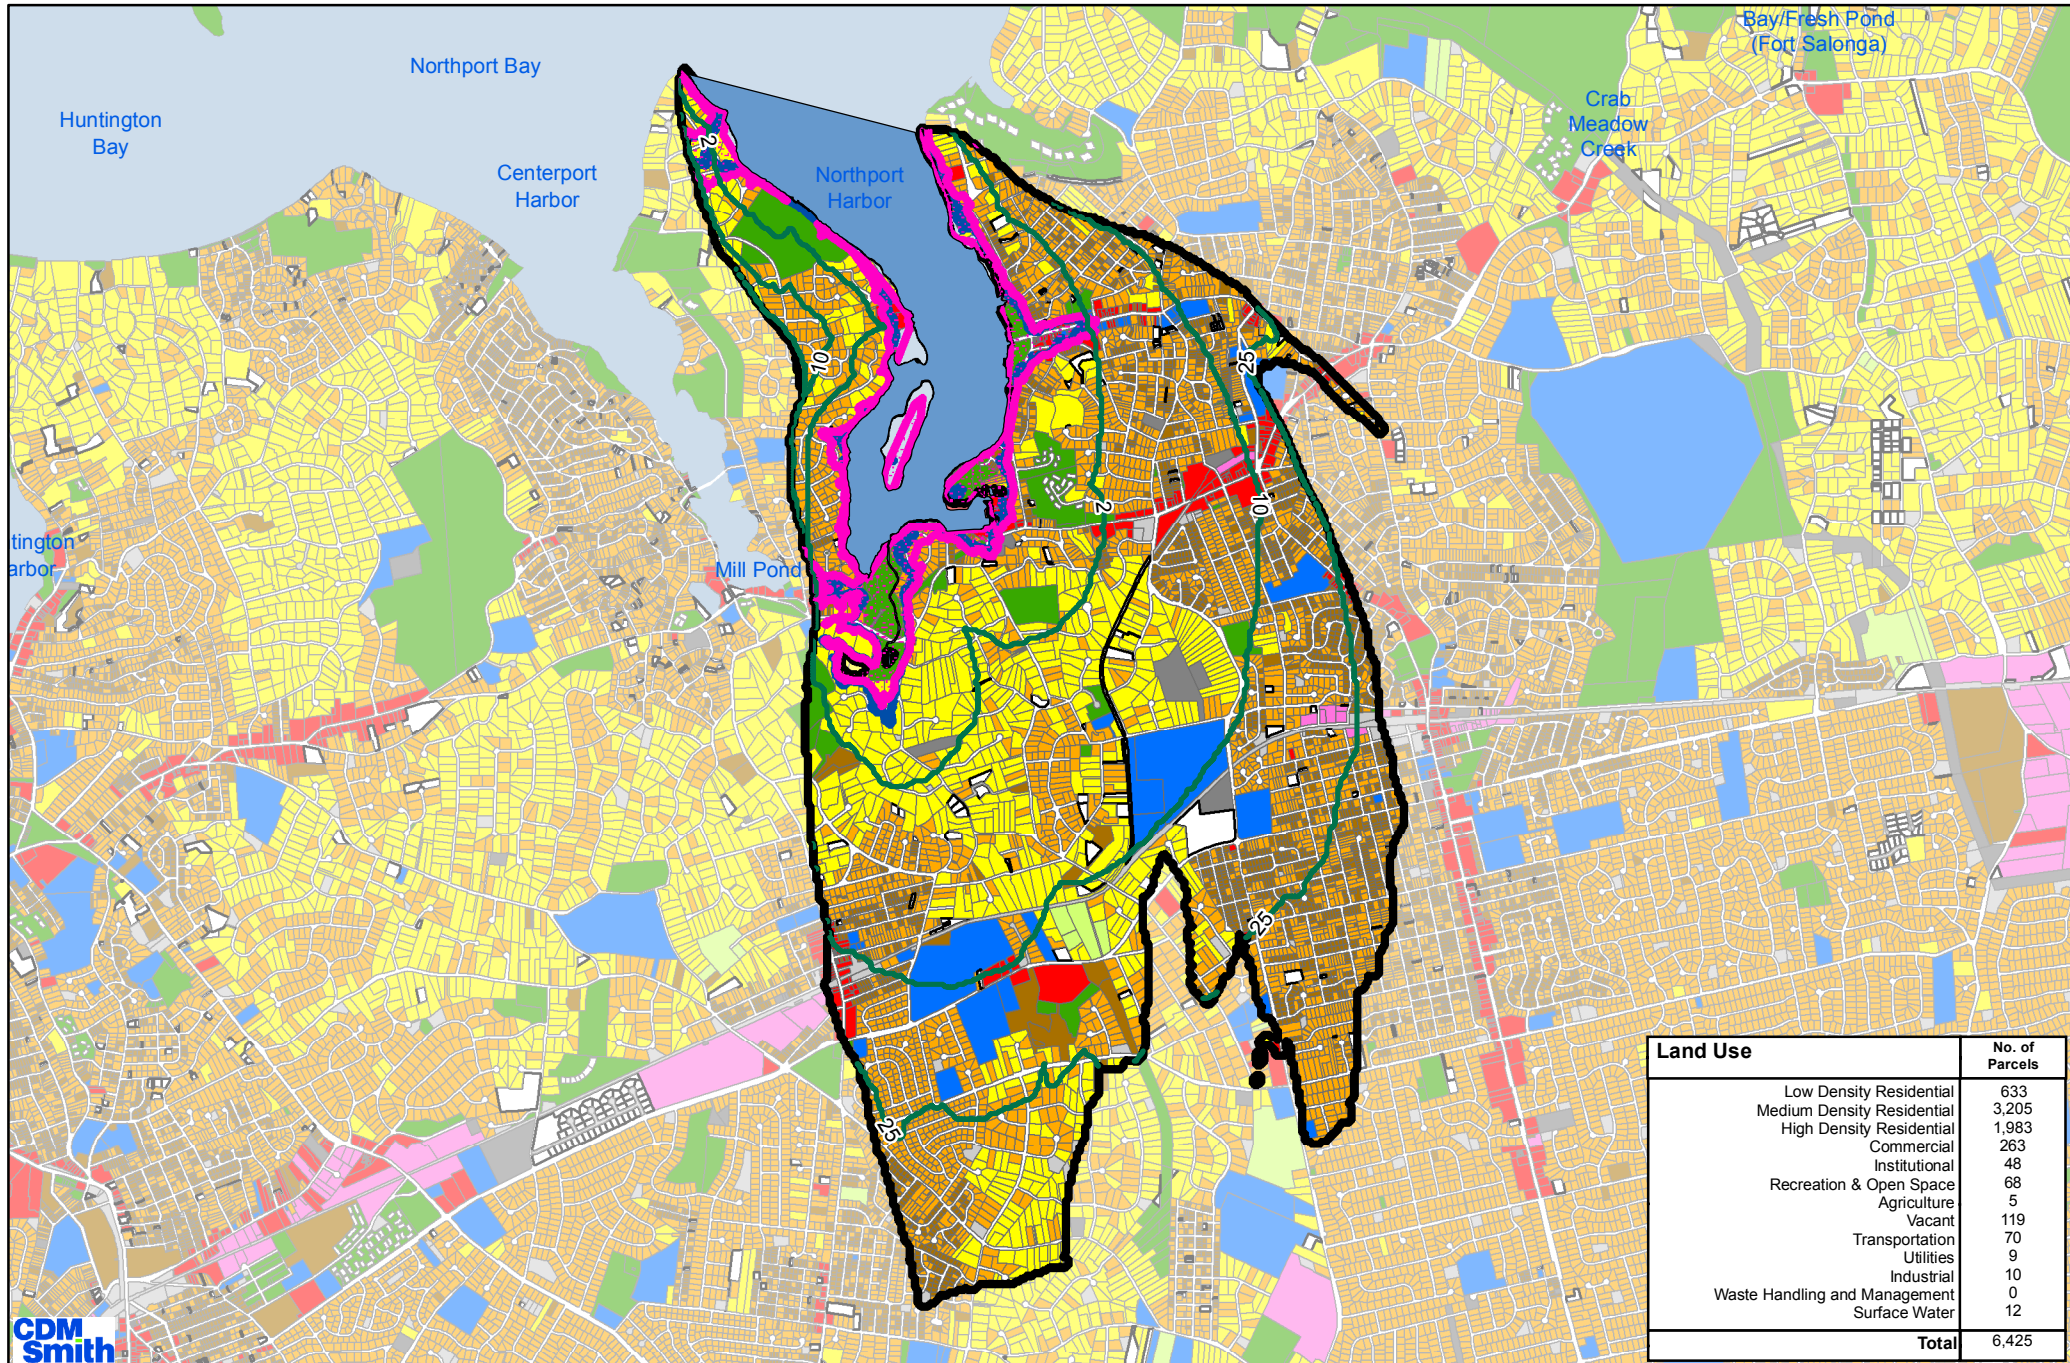 Bay/Fresh Pond
(Fort Salonga)
Northport Bay
Huntington
Bay
Crab
Meadow
Creek
Centerport
Harbor
Northport
Harbor
2
10
25
2
10
tington
arbor
Mill Pond
25
25
Land Use No. of
Parcels
Low Density Residential 633
Medium Density Residential 3,205
High Density Residential 1,983
Commercial 263
Institutional 48
Recreation & Open Space 68
Agriculture 5
Vacant 119
Transportation 70
Utilities 9
Industrial 10
Waste Handling and Management 0
Surface Water 12
Total 6,425
CDM
Smith